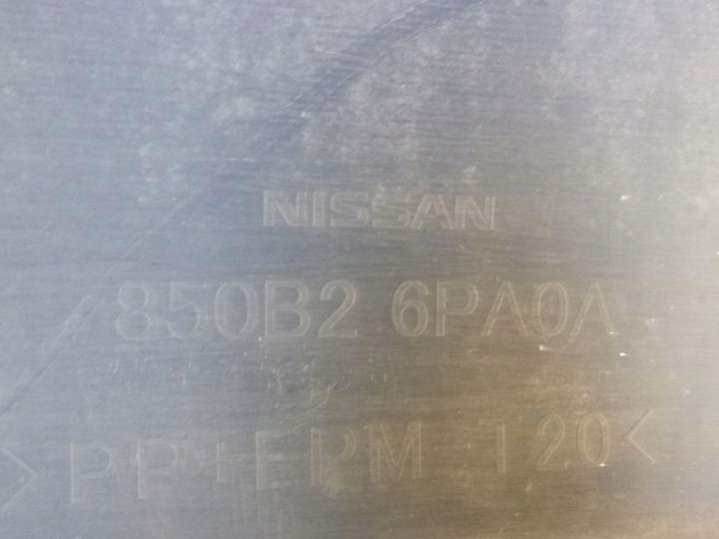 NISSAN
850B2 6PA0A
>PP+EPM T20<